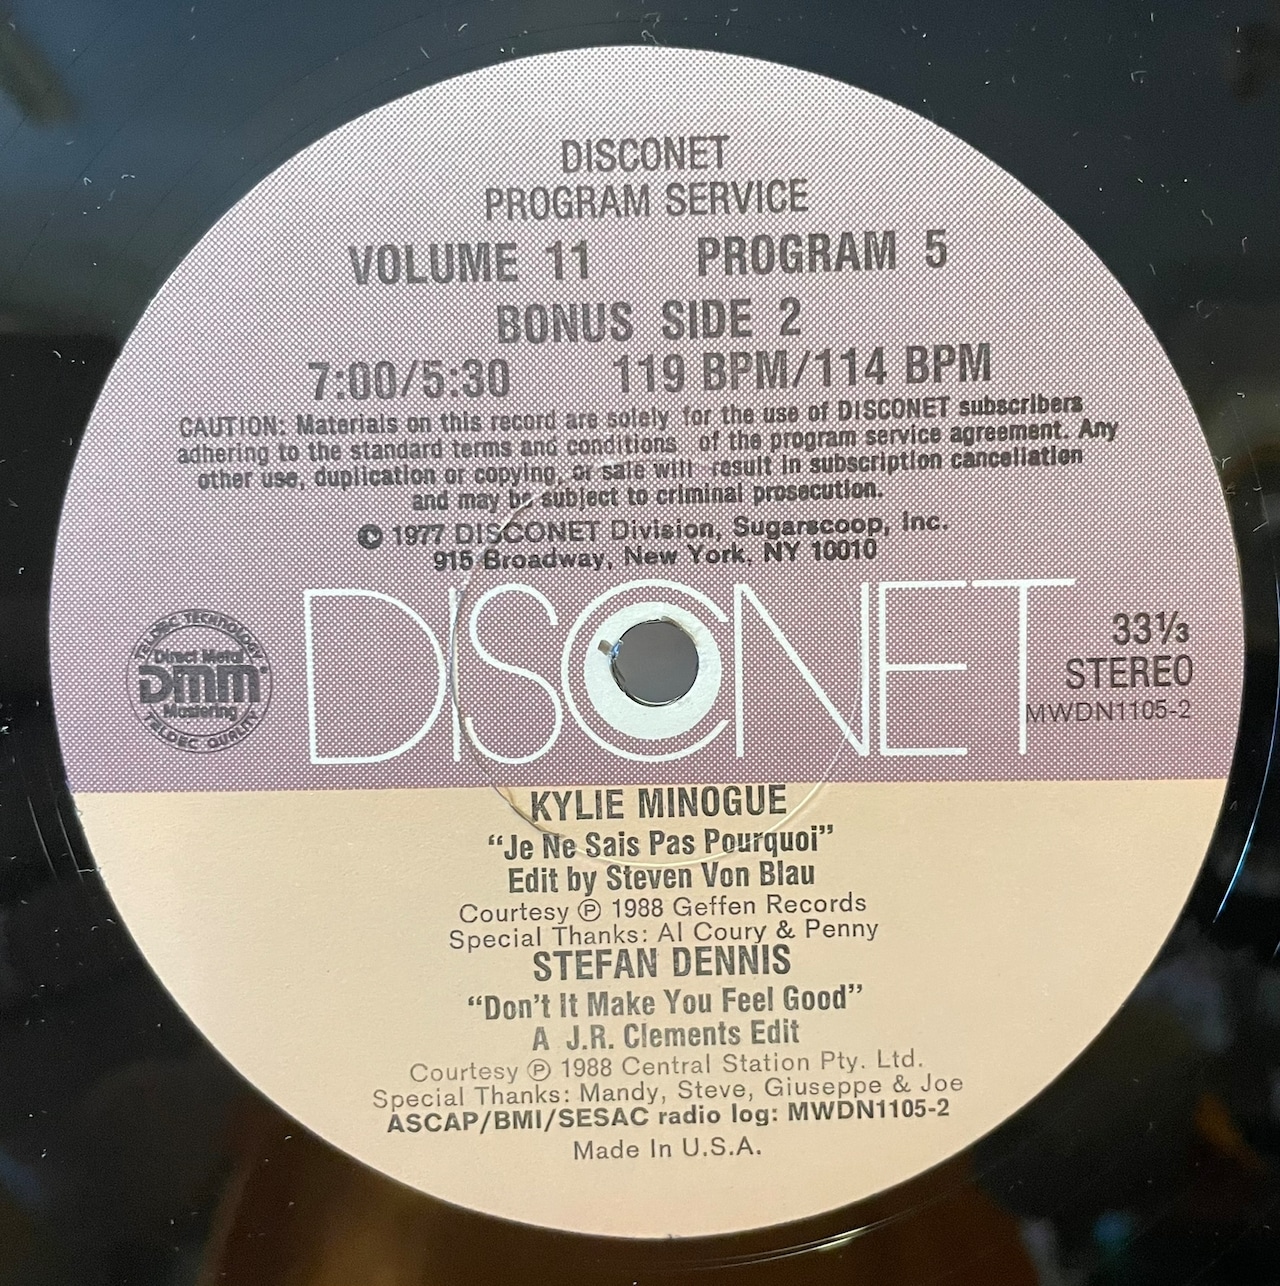 DISCONET
PROGRAM SERVICE
VOLUME 11 PROGRAM 5
BONUS SIDE 2
7:00/5:30 119 BPM/114 BPM
CAUTION: Materials on this record are solely for the use of DISCONET subscribers
adhering to the standard terms and conditions of the program service agreement. Any
other use, duplication or copying, or sale will result in subscription cancellation
and may be subject to criminal prosecution.
© 1977 DISCONET Division, Sugarscoop, Inc.
915 Broadway, New York, NY 10010
TELDEC TECHNOLOGY
Direct Metal
DMM
Mastering
TELDEC QUALITY
DISCONET
33⅓
STEREO
MWDN1105-2
KYLIE MINOGUE
“Je Ne Sais Pas Pourquoi”
Edit by Steven Von Blau
Courtesy ℗ 1988 Geffen Records
Special Thanks: Al Coury & Penny
STEFAN DENNIS
“Don’t It Make You Feel Good”
A J.R. Clements Edit
Courtesy ℗ 1988 Central Station Pty. Ltd.
Special Thanks: Mandy, Steve, Giuseppe & Joe
ASCAP/BMI/SESAC radio log: MWDN1105-2
Made In U.S.A.